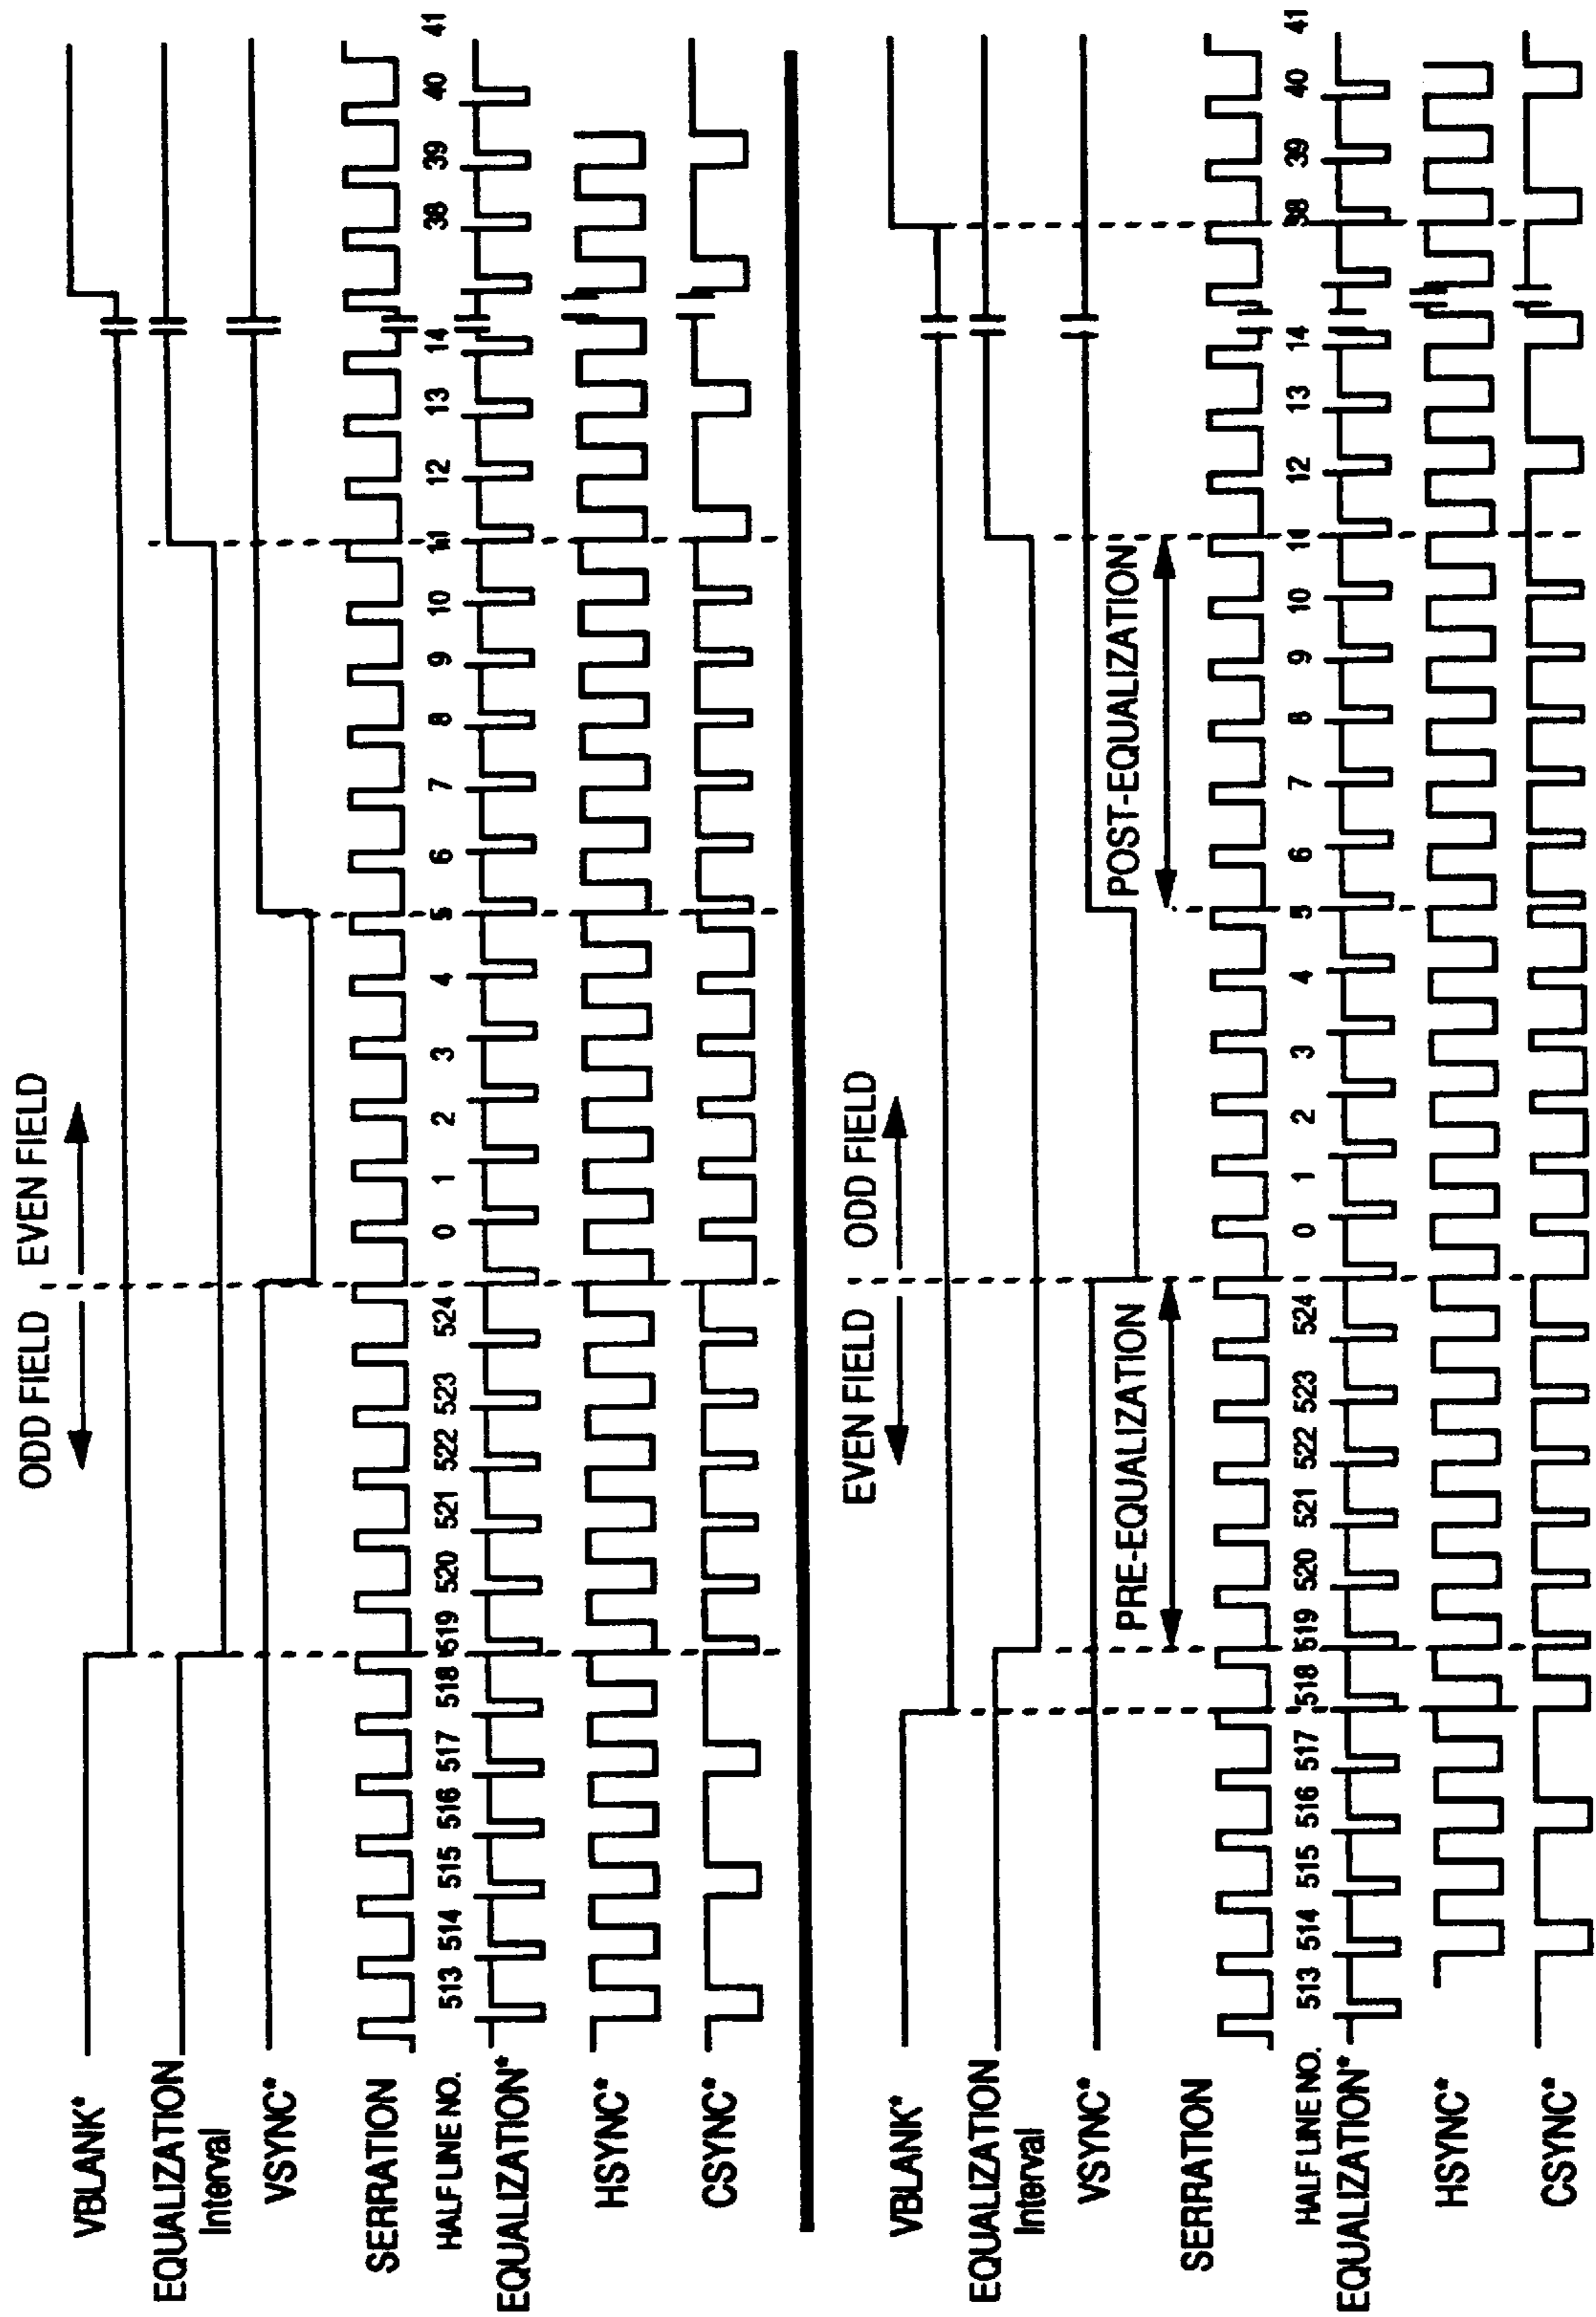 ODD FIELD EVEN FIELD
VBLANK*
EQUALIZATION
Interval
VSYNC*
SERRATION
HALF LINE NO. 513 514 515 516 517 518 519 520 521 522 523 524 0 1 2 3 4 5 6 7 8 9 10 11 12 13 14 38 39 40 41
EQUALIZATION*
HSYNC*
CSYNC*
EVEN FIELD ODD FIELD
VBLANK*
EQUALIZATION
Interval
VSYNC*
PRE-EQUALIZATION POST-EQUALIZATION
SERRATION
HALF LINE NO. 513 514 515 516 517 518 519 520 521 522 523 524 0 1 2 3 4 5 6 7 8 9 10 11 12 13 14 38 39 40 41
EQUALIZATION*
HSYNC*
CSYNC*